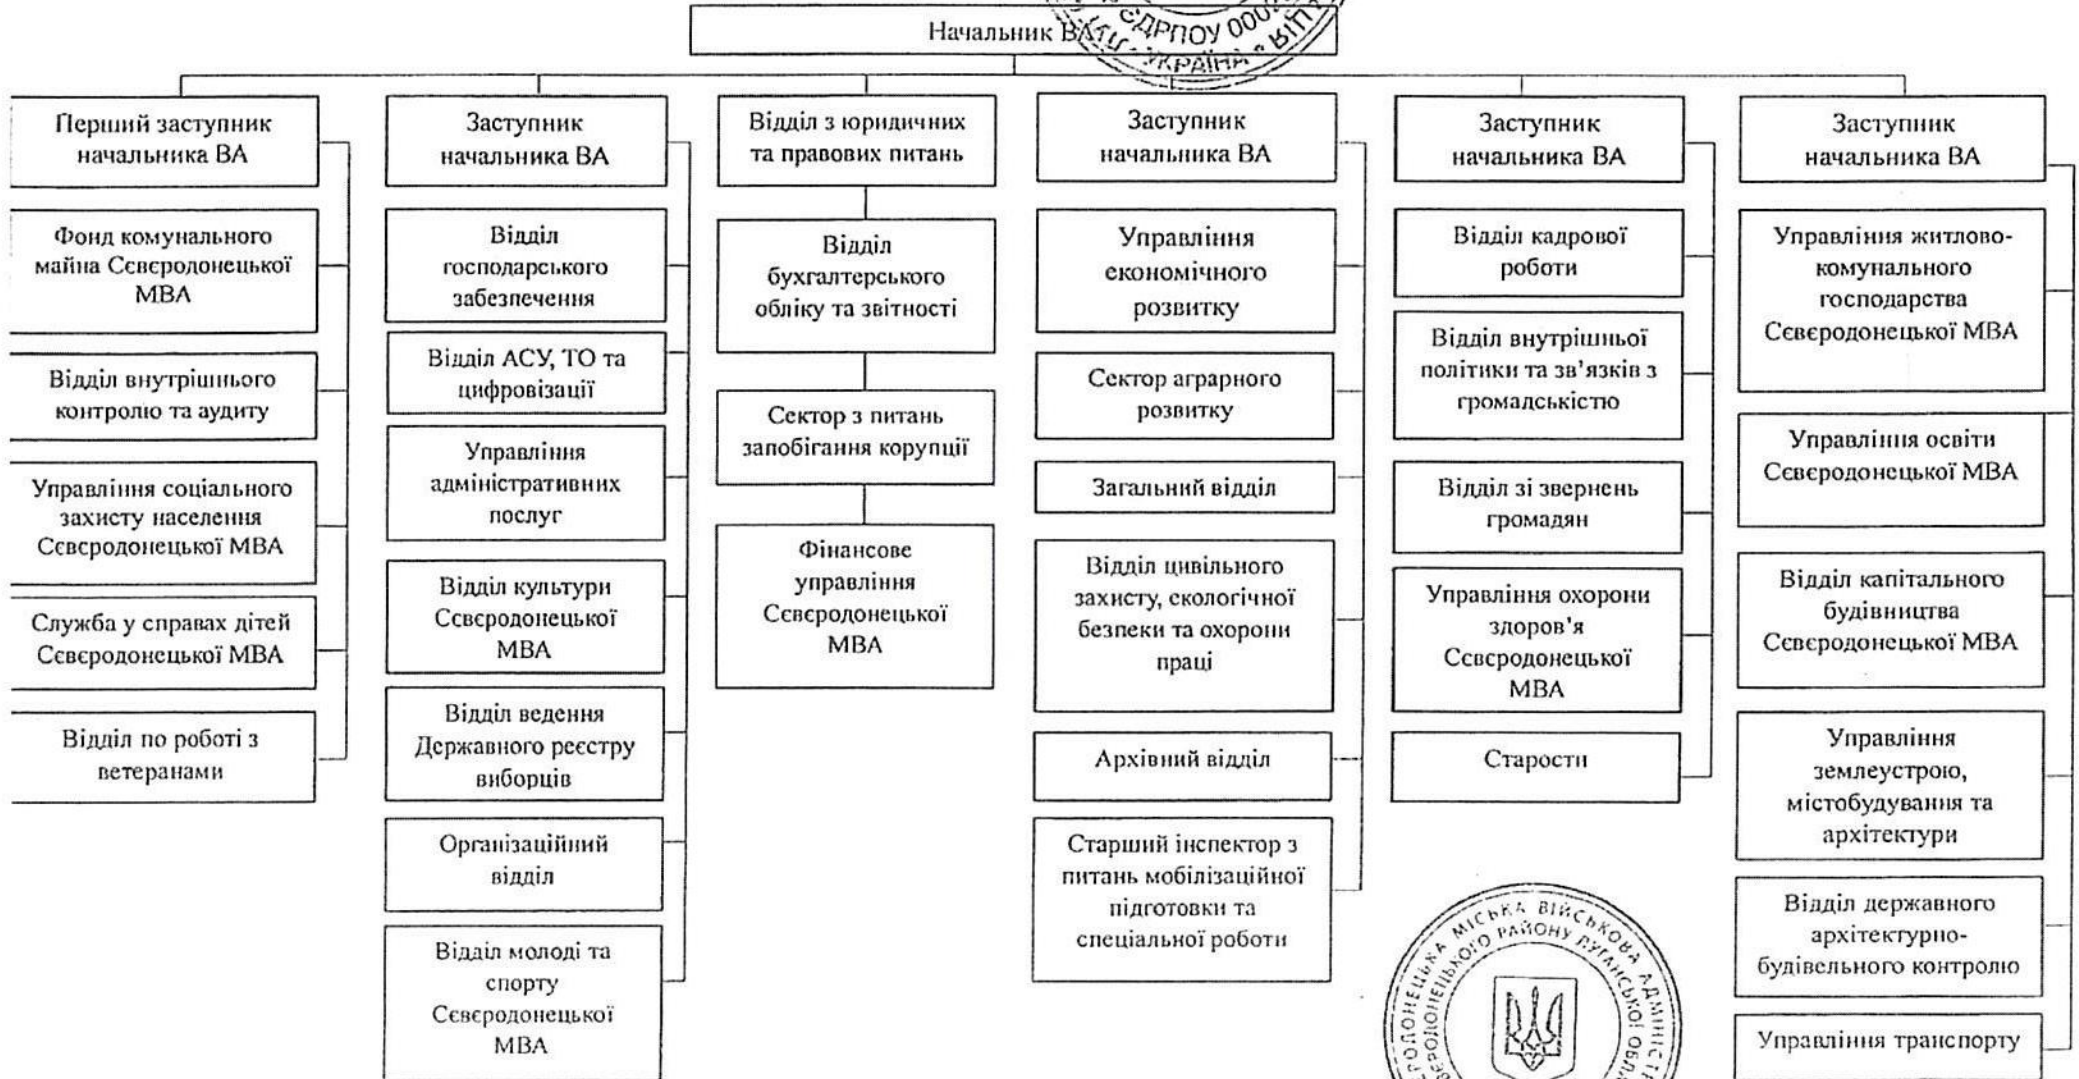 Начальник ВА
ЄДРПОУ
УКРАЇНА
Перший заступник
начальника ВА
Фонд комунального
майна Сєвєродонецької
МВА
Відділ внутрішнього
контролю та аудиту
Управління соціального
захисту населення
Сєвєродонецької МВА
Служба у справах дітей
Сєвєродонецької МВА
Відділ по роботі з
ветеранами
Заступник
начальника ВА
Відділ
господарського
забезпечення
Відділ АСУ, ТО та
цифровізації
Управління
адміністративних
послуг
Відділ культури
Сєвєродонецької
МВА
Відділ ведення
Державного реєстру
виборців
Організаційний
відділ
Відділ молоді та
спорту
Сєвєродонецької
МВА
Відділ з юридичних
та правових питань
Відділ
бухгалтерського
обліку та звітності
Сектор з питань
запобігання корупції
Фінансове
управління
Сєвєродонецької
МВА
Заступник
начальника ВА
Управління
економічного
розвитку
Сектор аграрного
розвитку
Загальний відділ
Відділ цивільного
захисту, екологічної
безпеки та охорони
праці
Архівний відділ
Старший інспектор з
питань мобілізаційної
підготовки та
спеціальної роботи
Заступник
начальника ВА
Відділ кадрової
роботи
Відділ внутрішньої
політики та зв'язків з
громадськістю
Відділ зі звернень
громадян
Управління охорони
здоров'я
Сєвєродонецької
МВА
Старости
Заступник
начальника ВА
Управління житлово-
комунального
господарства
Сєвєродонецької МВА
Управління освіти
Сєвєродонецької МВА
Відділ капітального
будівництва
Сєвєродонецької МВА
Управління
землеустрою,
містобудування та
архітектури
Відділ державного
архітектурно-
будівельного контролю
Управління транспорту
МІСЬКА ВІЙСЬКОВА
РАЙОНУ ЛУГАНСЬКОЇ